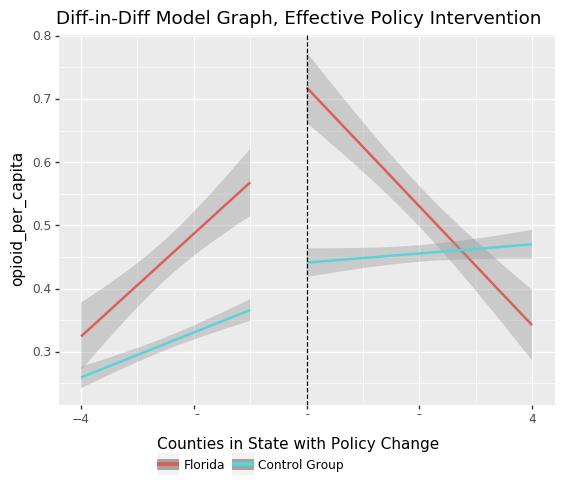 Diff-in-Diff Model Graph, Effective Policy Intervention
opioid_per_capita
0.8
0.7
0.6
0.5
0.4
0.3
−4
4
Counties in State with Policy Change
Florida
Control Group